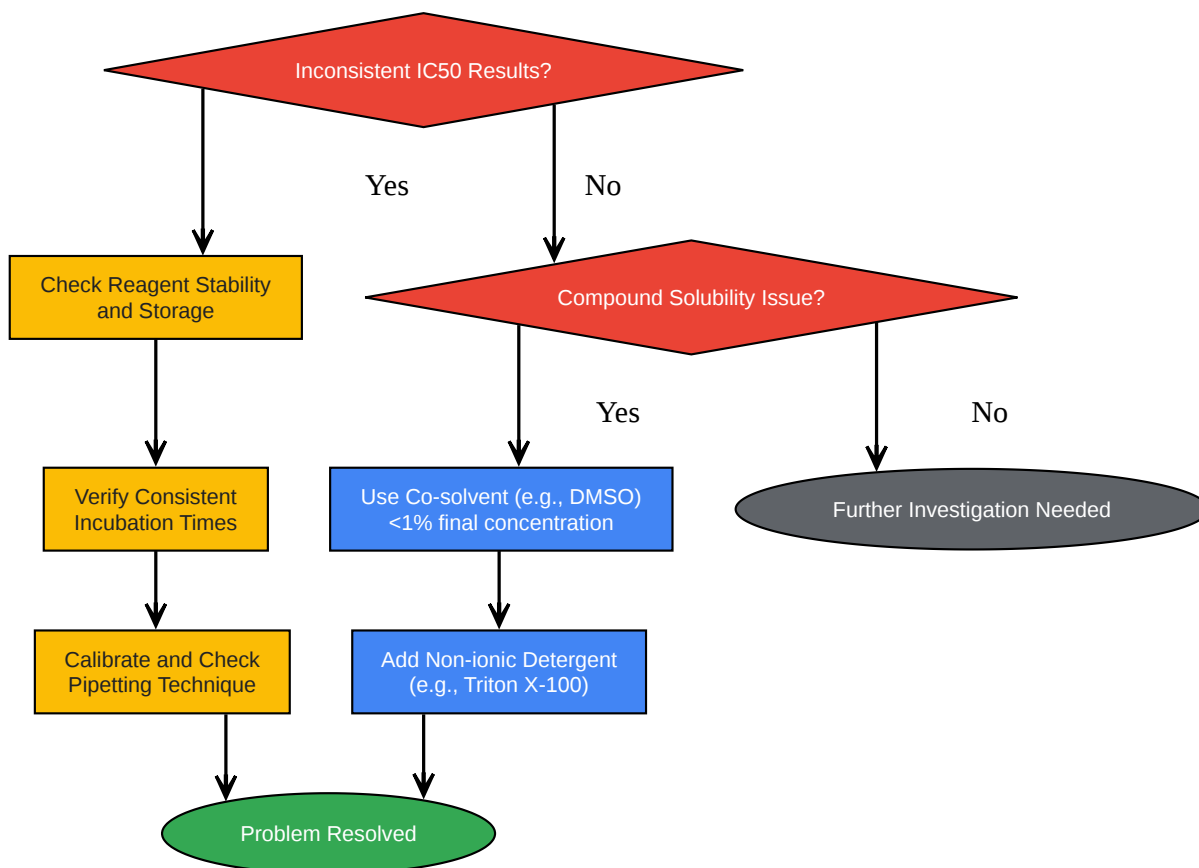 Inconsistent IC50 Results?
Yes
No
Check Reagent Stability
and Storage
Compound Solubility Issue?
Yes
No
Verify Consistent
Incubation Times
Use Co-solvent (e.g., DMSO)
<1% final concentration
Further Investigation Needed
Calibrate and Check
Pipetting Technique
Add Non-ionic Detergent
(e.g., Triton X-100)
Problem Resolved